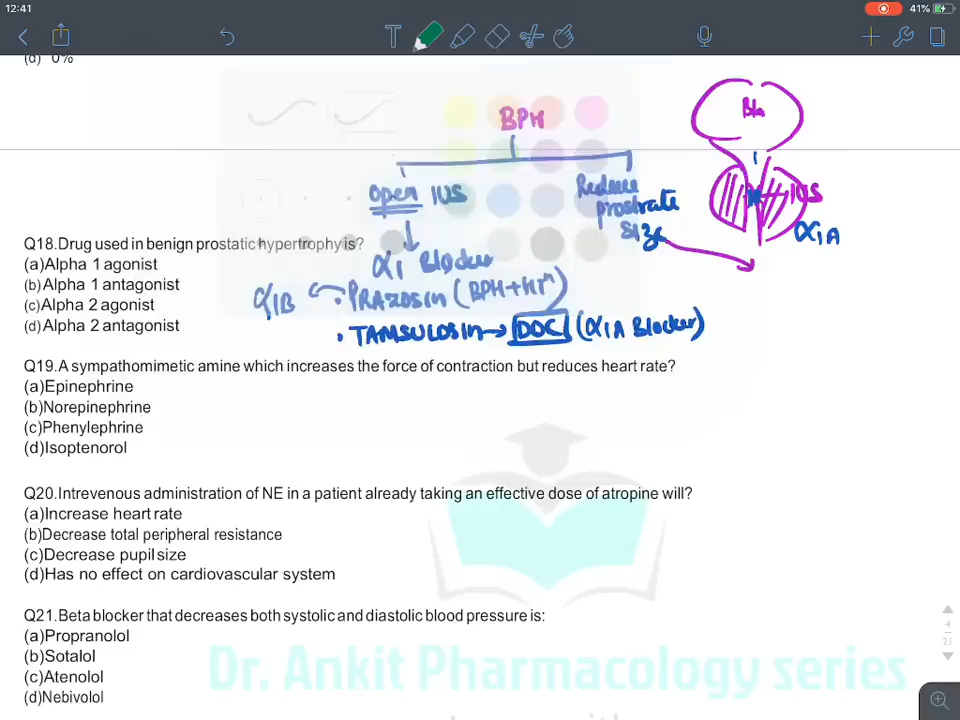 12:41
41%
T
(d) 0%
BPH
Bla
Open IUS
Reduce
prostrate
size
IUS
α1A
Q18.Drug used in benign prostatic hypertrophy is?
(a)Alpha 1 agonist
(b)Alpha 1 antagonist
(c)Alpha 2 agonist
(d)Alpha 2 antagonist
α1 Blocker
α1B
. PRAZOSIN (BPH+HTn)
. TAMSULOSIN → DOC (α1A Blocker)
Q19.A sympathomimetic amine which increases the force of contraction but reduces heart rate?
(a)Epinephrine
(b)Norepinephrine
(c)Phenylephrine
(d)Isoptenorol
Q20.Intrevenous administration of NE in a patient already taking an effective dose of atropine will?
(a)Increase heart rate
(b)Decrease total peripheral resistance
(c)Decrease pupil size
(d)Has no effect on cardiovascular system
Q21.Beta blocker that decreases both systolic and diastolic blood pressure is:
(a)Propranolol
(b)Sotalol
(c)Atenolol
(d)Nebivolol
Dr. Ankit Pharmacology series
4
21